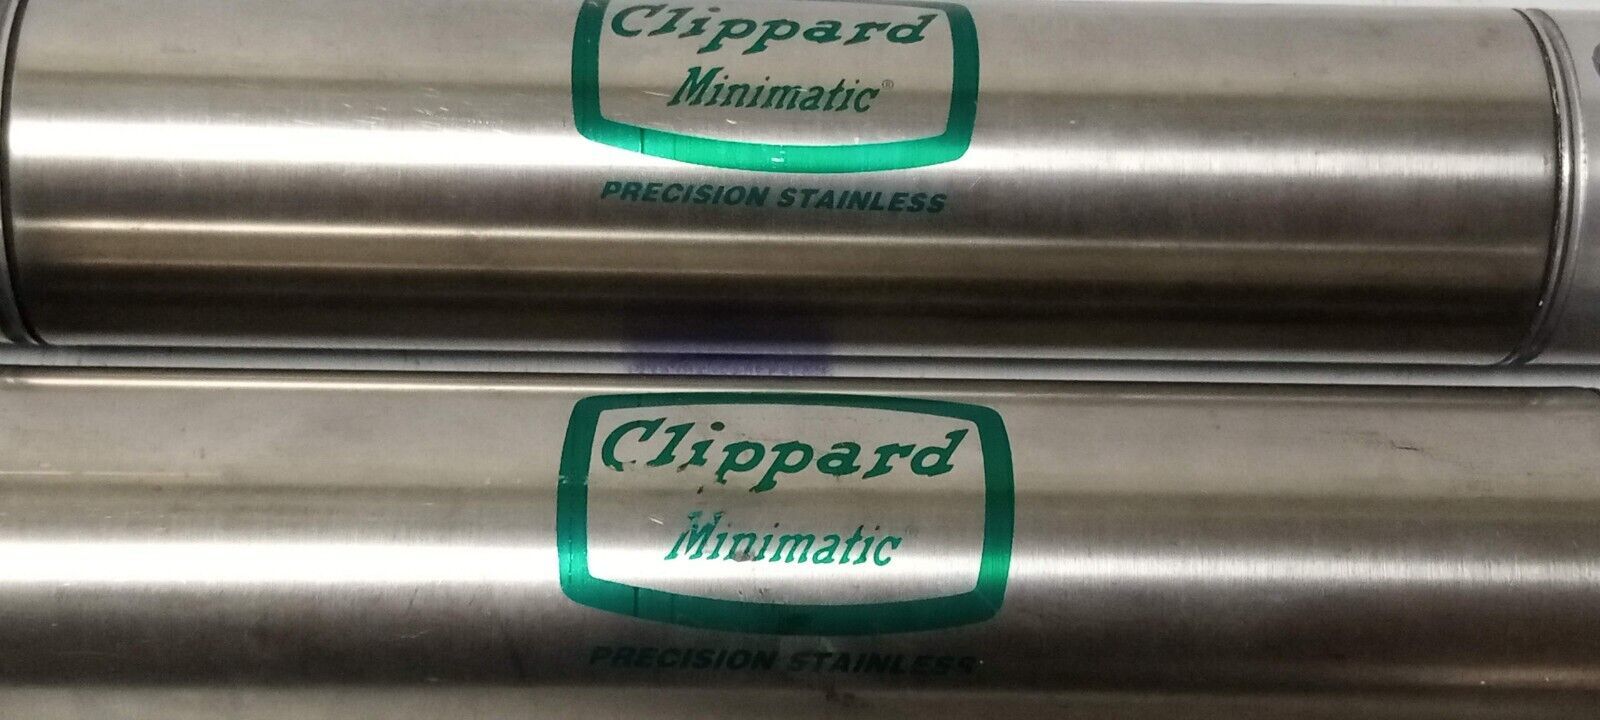 Clippard
Minimatic®
PRECISION STAINLESS
Clippard
Minimatic
PRECISION STAINLESS